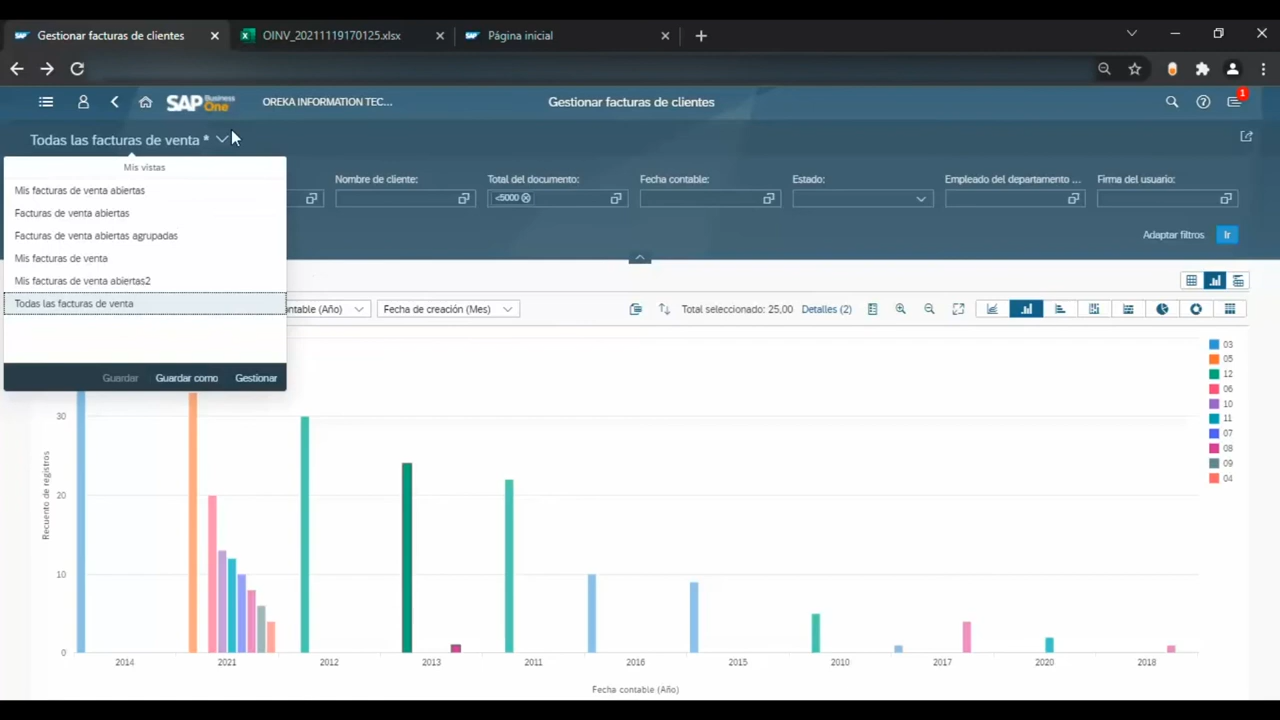 Gestionar facturas de clientes
OINV_20211119170125.xlsx
Página inicial
SAP Business One
OREKA INFORMATION TEC...
Gestionar facturas de clientes
1
Todas las facturas de venta *
Mis vistas
Mis facturas de venta abiertas
Facturas de venta abiertas
Facturas de venta abiertas agrupadas
Mis facturas de venta
Mis facturas de venta abiertas2
Todas las facturas de venta
Guardar Guardar como Gestionar
Nombre de cliente:
Total del documento:
<5000
Fecha contable:
Estado:
Empleado del departamento ...
Firma del usuario:
Adaptar filtros Ir
ntable (Año)
Fecha de creación (Mes)
Total seleccionado: 25,00
Detalles (2)
03
05
12
06
10
11
07
08
09
04
Recuento de registros
30
20
10
0
2014 2021 2012 2013 2011 2016 2015 2010 2017 2020 2018
Fecha contable (Año)